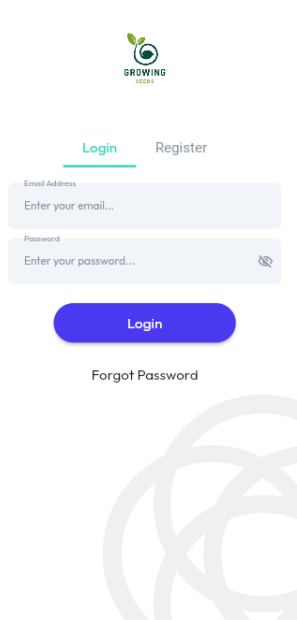 GROWING
SEEDS
Login
Register
Email Address
Enter your email...
Password
Enter your password...
Login
Forgot Password